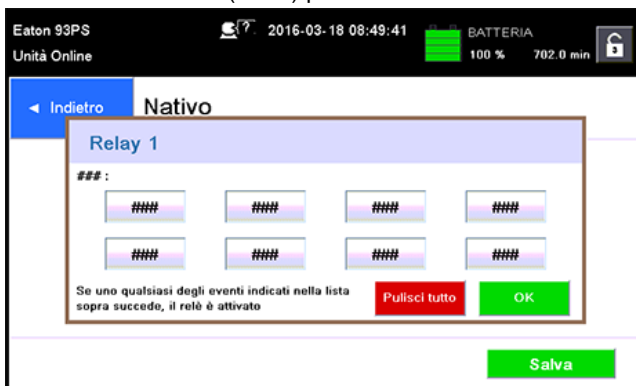 Eaton 93PS
2016-03-18 08:49:41
BATTERIA
Unità Online
100 % 702.0 min
◄ Indietro
Nativo
Relay 1
### :
#### #### #### ####
#### #### #### ####
Se uno qualsiasi degli eventi indicati nella lista
sopra succede, il relè è attivato
Pulisci tutto
OK
Salva